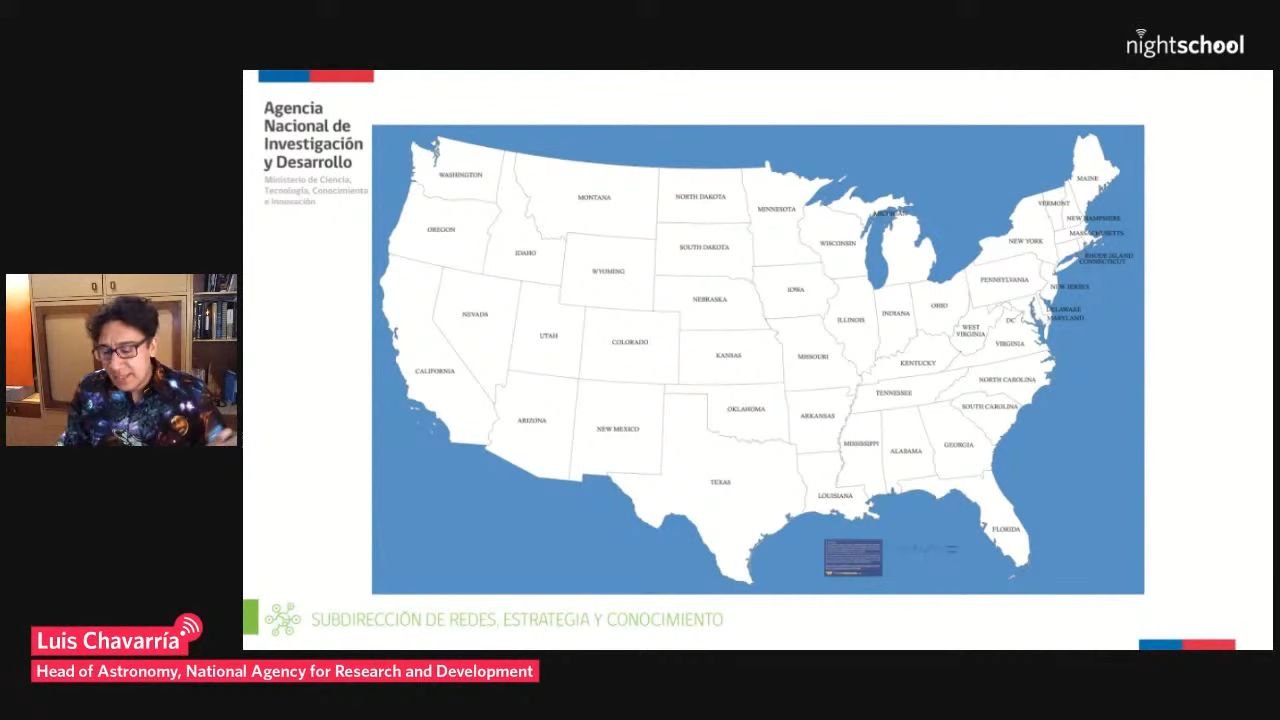 nightschool
Agencia
Nacional de
Investigación
y Desarrollo
Ministerio de Ciencia,
Tecnología, Conocimiento
e Innovación
WASHINGTON
MONTANA
NORTH DAKOTA
MINNESOTA
MAINE
VERMONT
NEW HAMPSHIRE
MASSACHUSETTS
RHODE ISLAND
CONNECTICUT
OREGON
IDAHO
SOUTH DAKOTA
WISCONSIN
MICHIGAN
NEW YORK
WYOMING
IOWA
PENNSYLVANIA
NEW JERSEY
NEBRASKA
NEVADA
UTAH
COLORADO
ILLINOIS
INDIANA
OHIO
DELAWARE
MARYLAND
DC
WEST
VIRGINIA
VIRGINIA
CALIFORNIA
KANSAS
MISSOURI
KENTUCKY
NORTH CAROLINA
TENNESSEE
ARIZONA
NEW MEXICO
OKLAHOMA
ARKANSAS
SOUTH CAROLINA
MISSISSIPPI
ALABAMA
GEORGIA
TEXAS
LOUISIANA
FLORIDA
SUBDIRECCIÓN DE REDES, ESTRATEGIA Y CONOCIMIENTO
Luis Chavarría
Head of Astronomy, National Agency for Research and Development